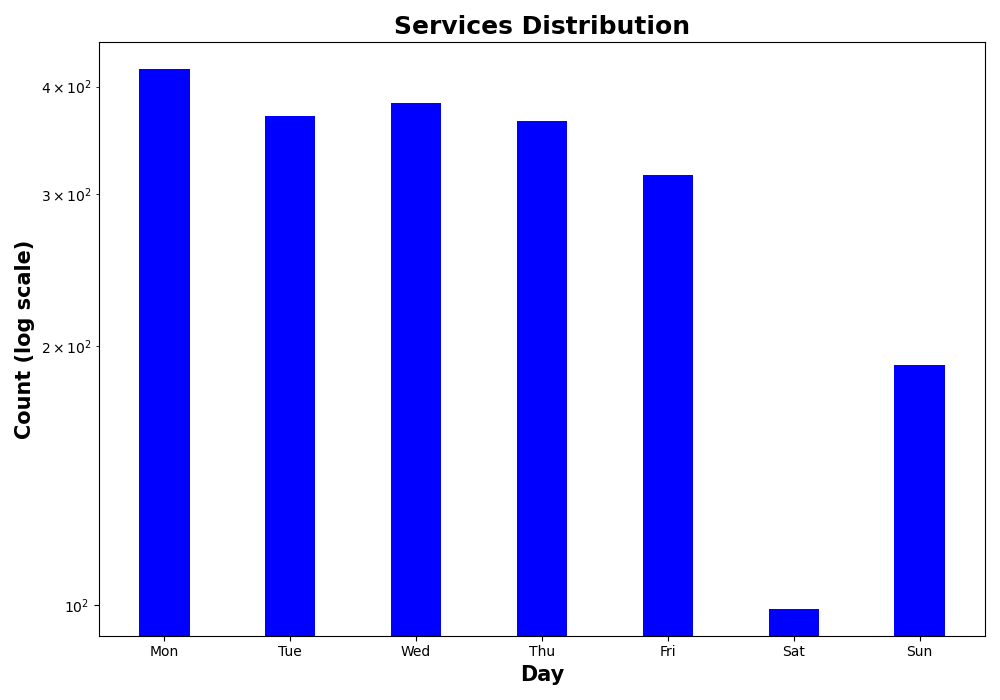 Services Distribution
Count (log scale)
4 × 10²
3 × 10²
2 × 10²
10²
Mon Tue Wed Thu Fri Sat Sun
Day